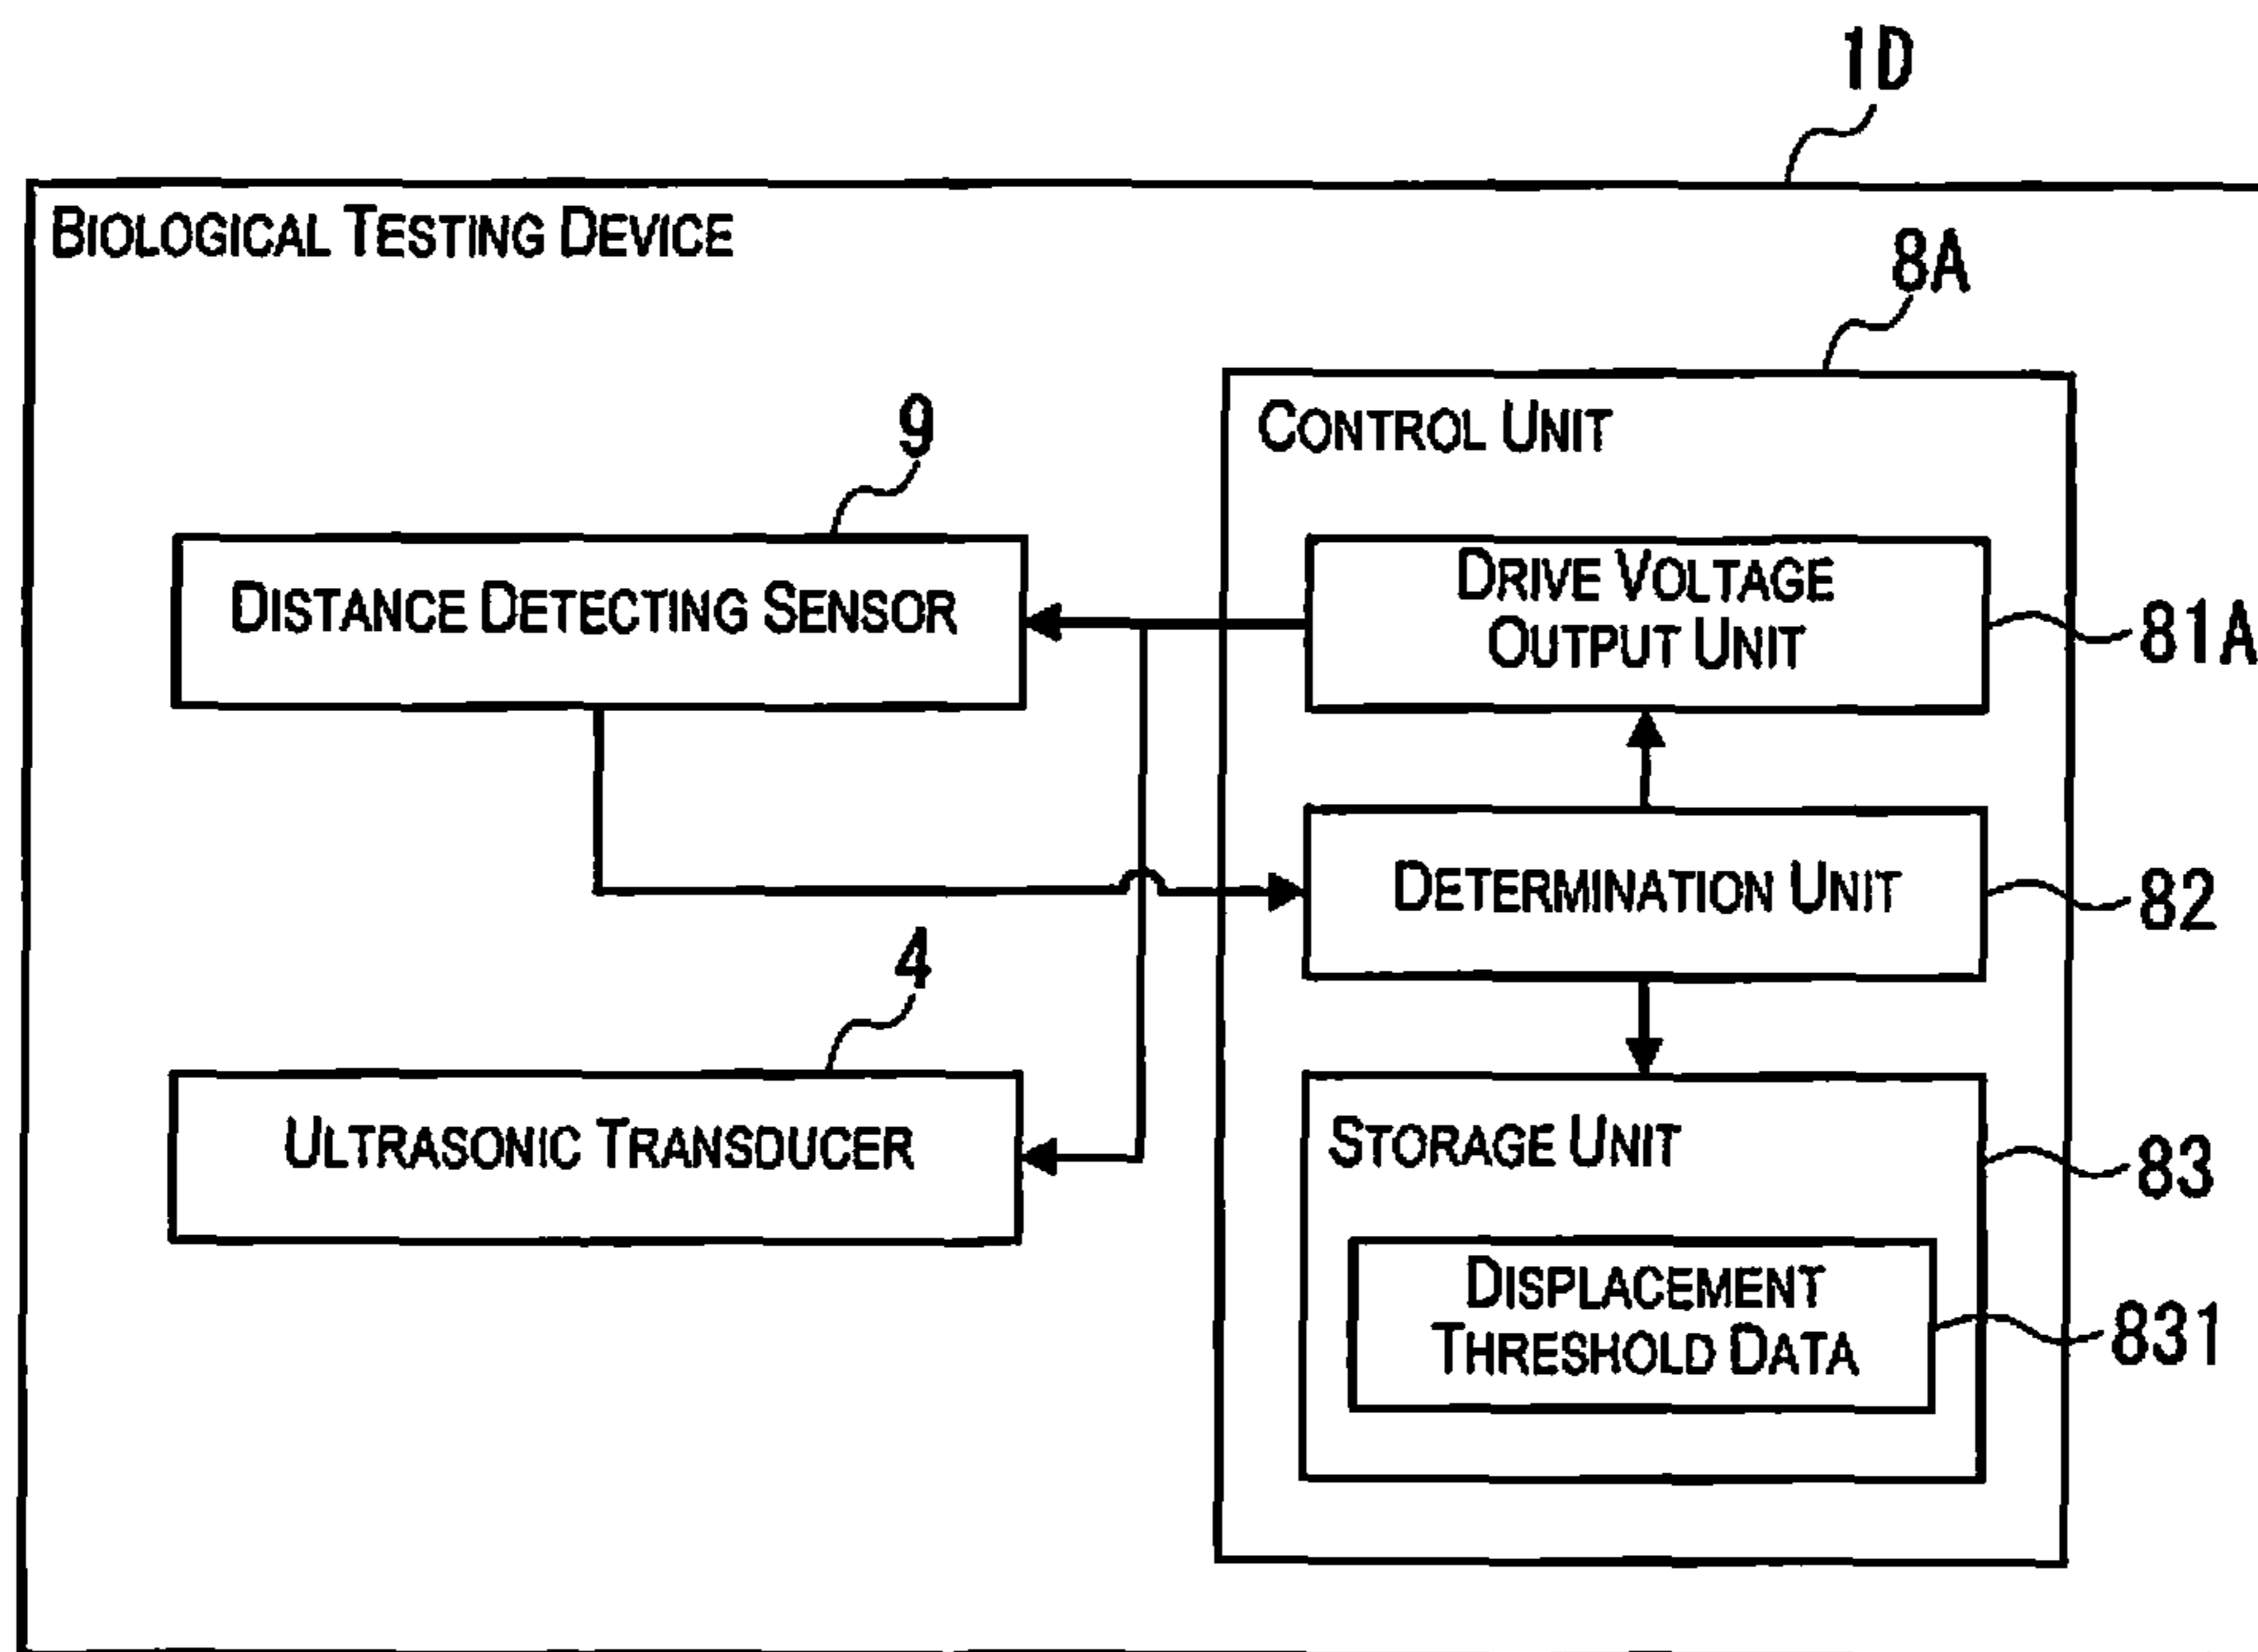 1D
BIOLOGICAL TESTING DEVICE
8A
CONTROL UNIT
9
DISTANCE DETECTING SENSOR
DRIVE VOLTAGE
OUTPUT UNIT
81A
DETERMINATION UNIT
82
4
ULTRASONIC TRANSDUCER
STORAGE UNIT
83
DISPLACEMENT
THRESHOLD DATA
831